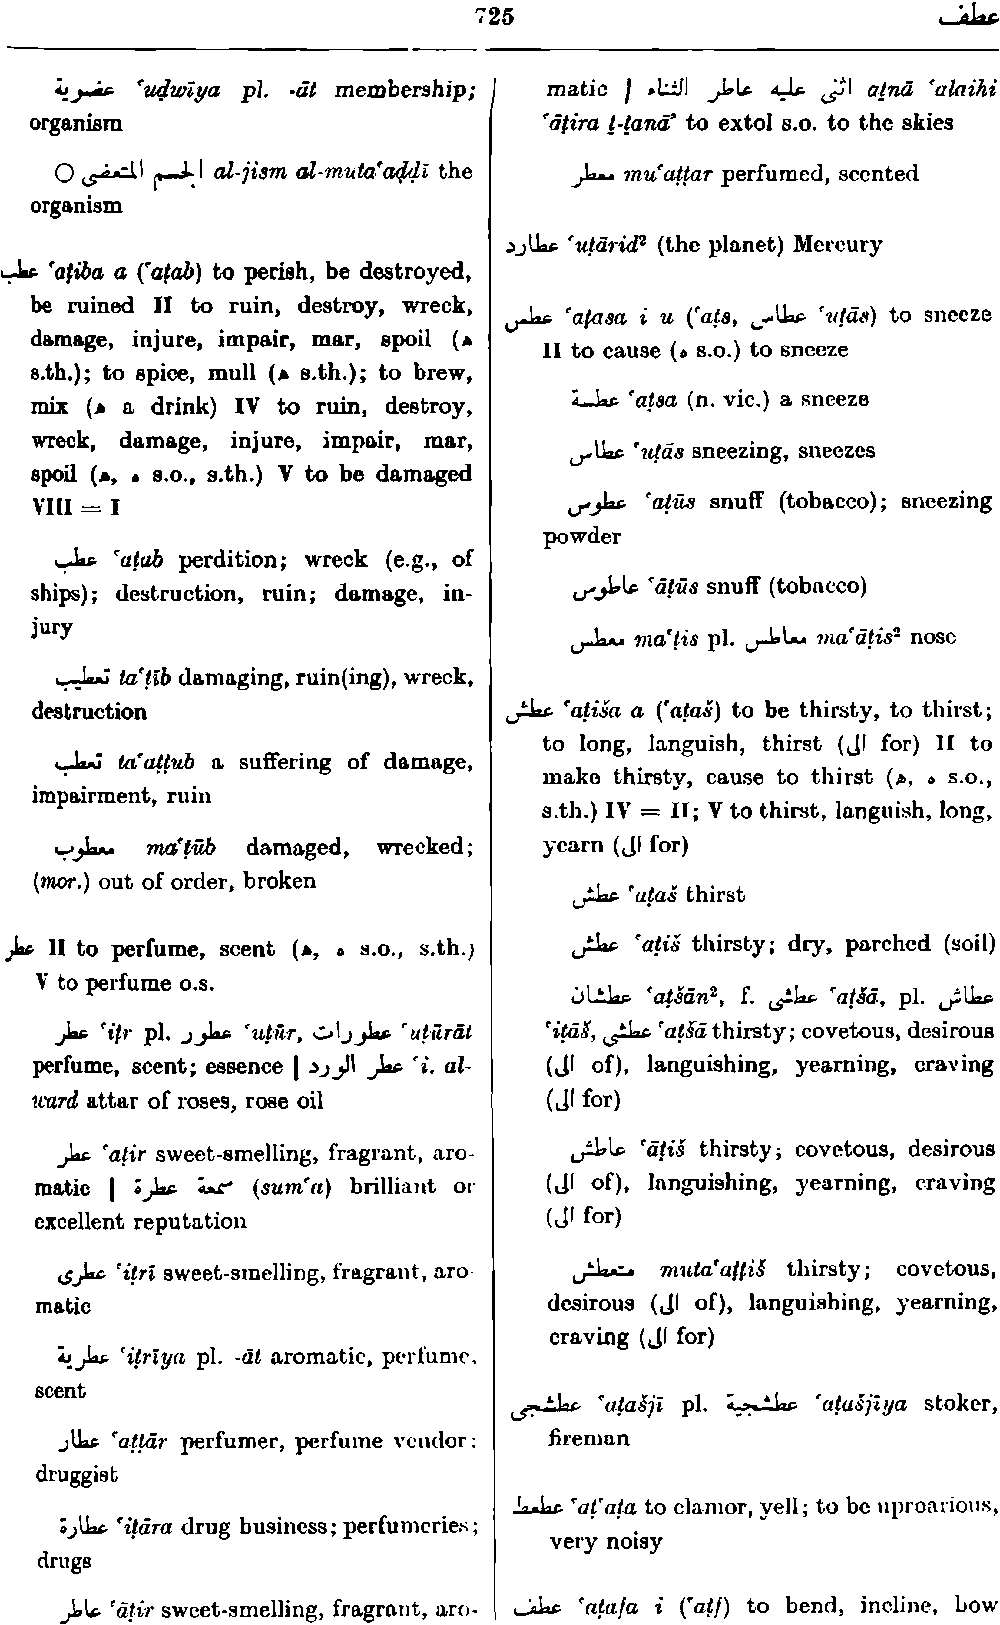 725
عطف
عضوية ʿuḍwīya pl. -āt membership;
organism
O الجسم المتعضى al-jism al-mutaʿaḍḍī the
organism
عطب ʿaṭiba a (ʿaṭab) to perish, be destroyed,
be ruined II to ruin, destroy, wreck,
damage, injure, impair, mar, spoil (ه
s.th.); to spice, mull (ه s.th.); to brew,
mix (ه a drink) IV to ruin, destroy,
wreck, damage, injure, impair, mar,
spoil (ه, ه s.o., s.th.) V to be damaged
VIII = I
عطب ʿaṭab perdition; wreck (e.g., of
ships); destruction, ruin; damage, in-
jury
تعطيب taʿṭīb damaging, ruin(ing), wreck,
destruction
تعطب taʿaṭṭub a suffering of damage,
impairment, ruin
معطوب maʿṭūb damaged, wrecked;
(mor.) out of order, broken
عطر II to perfume, scent (ه, ه s.o., s.th.)
V to perfume o.s.
عطر ʿiṭr pl. عطور ʿuṭūr, عطورات ʿuṭūrāt
perfume, scent; essence | عطر الورد ʿi. al-
ward attar of roses, rose oil
عطر ʿaṭir sweet-smelling, fragrant, aro-
matic | سمعة عطرة (sumʿa) brilliant or
excellent reputation
عطرى ʿiṭrī sweet-smelling, fragrant, aro-
matic
عطرية ʿiṭrīya pl. -āt aromatic, perfume,
scent
عطار ʿaṭṭār perfumer, perfume vendor;
druggist
عطارة ʿiṭāra drug business; perfumeries;
drugs
عاطر ʿāṭir sweet-smelling, fragrant, aro-
matic | اثنى عليه عاطر الثناء aṯnā ʿalaihi
ʿāṭira ṯ-ṯanāʾ to extol s.o. to the skies
معطر muʿaṭṭar perfumed, scented
عطارد ʿuṭārid² (the planet) Mercury
عطس ʿaṭasa i u (ʿaṭs, عطاس ʿuṭās) to sneeze
II to cause (ه s.o.) to sneeze
عطسة ʿaṭsa (n. vic.) a sneeze
عطاس ʿuṭās sneezing, sneezes
عطوس ʿaṭūs snuff (tobacco); sneezing
powder
عاطوس ʿāṭūs snuff (tobacco)
معطس maʿṭis pl. معاطس maʿāṭis² nose
عطش ʿaṭiša a (ʿaṭaš) to be thirsty, to thirst;
to long, languish, thirst (الى for) II to
make thirsty, cause to thirst (ه, ه s.o.,
s.th.) IV = II; V to thirst, languish, long,
yearn (الى for)
عطش ʿaṭaš thirst
عطش ʿaṭiš thirsty; dry, parched (soil)
عطشان ʿaṭšān², f. عطشى ʿaṭšā, pl. عطاش
ʿiṭāš, عطشى ʿaṭšā thirsty; covetous, desirous
(الى of), languishing, yearning, craving
(الى for)
عاطش ʿāṭiš thirsty; covetous, desirous
(الى of), languishing, yearning, craving
(الى for)
متعطش mutaʿaṭṭiš thirsty; covetous,
desirous (الى of), languishing, yearning,
craving (الى for)
عطشجى ʿaṭašjī pl. عطشجية ʿaṭašjīya stoker,
fireman
عطعط ʿaṭʿaṭa to clamor, yell; to be uproarious,
very noisy
عطف ʿaṭafa i (ʿaṭf) to bend, incline, bow